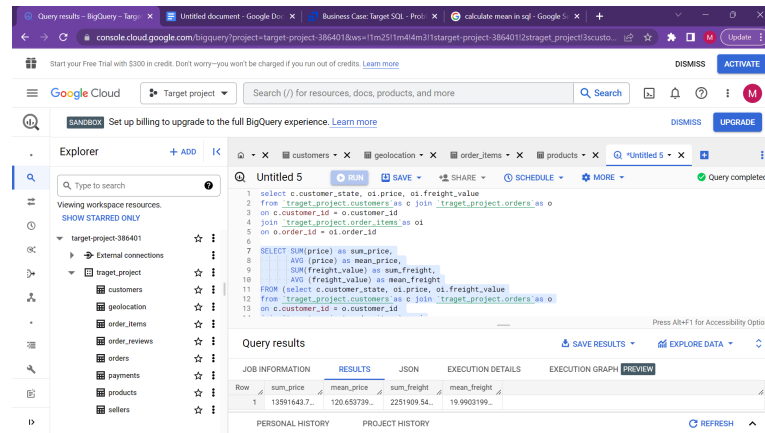 Query results – BigQuery – Targe
Untitled document - Google Doc
Business Case: Target SQL - Prob
calculate mean in sql - Google Se
console.cloud.google.com/bigquery?project=target-project-386401&ws=!1m25!1m4!4m3!1starget-project-386401!2straget_project!3scusto...
M
Update
Start your Free Trial with $300 in credit. Don't worry—you won't be charged if you run out of credits. Learn more
DISMISS
ACTIVATE
Google Cloud
Target project
Search (/) for resources, docs, products, and more
Search
M
SANDBOX Set up billing to upgrade to the full BigQuery experience. Learn more
DISMISS
UPGRADE
Explorer
+ ADD
customers
geolocation
order_items
products
*Untitled 5
Type to search
Viewing workspace resources.
SHOW STARRED ONLY
target-project-386401
External connections
traget_project
customers
geolocation
order_items
order_reviews
orders
payments
products
sellers
Untitled 5
RUN
SAVE
SHARE
SCHEDULE
MORE
Query completed
1 select c.customer_state, oi.price, oi.freight_value
2 from `traget_project.customers`as c join `traget_project.orders`as o
3 on c.customer_id = o.customer_id
4 join `traget_project.order_items`as oi
5 on o.order_id = oi.order_id
6
7 SELECT SUM(price) as sum_price,
8 AVG (price) as mean_price,
9 SUM(freight_value) as sum_freight,
10 AVG (freight_value) as mean_freight
11 FROM (select c.customer_state, oi.price, oi.freight_value
12 from `traget_project.customers`as c join `traget_project.orders`as o
13 on c.customer_id = o.customer_id
Press Alt+F1 for Accessibility Optio
Query results
SAVE RESULTS
EXPLORE DATA
JOB INFORMATION
RESULTS
JSON
EXECUTION DETAILS
EXECUTION GRAPH PREVIEW
Row sum_price mean_price sum_freight mean_freight
1 13591643.7... 120.653739... 2251909.54... 19.9903199...
PERSONAL HISTORY
PROJECT HISTORY
REFRESH